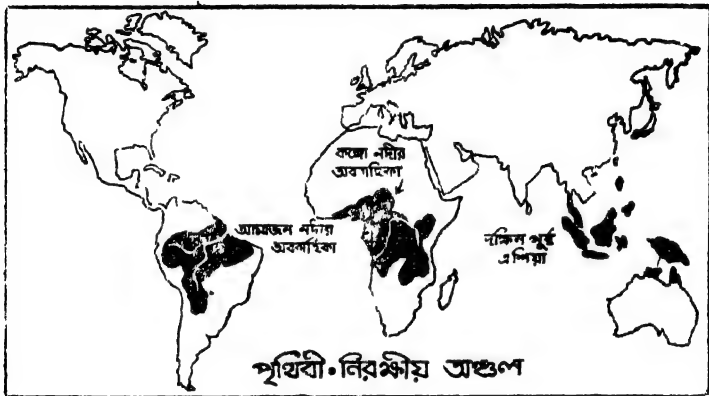 কঙ্গো নদীর
অববাহিকা
আমাজন নদীর
অববাহিকা
দক্ষিণ পূর্ব
এশিয়া
পৃথিবী • নিরক্ষীয় অঞ্চল